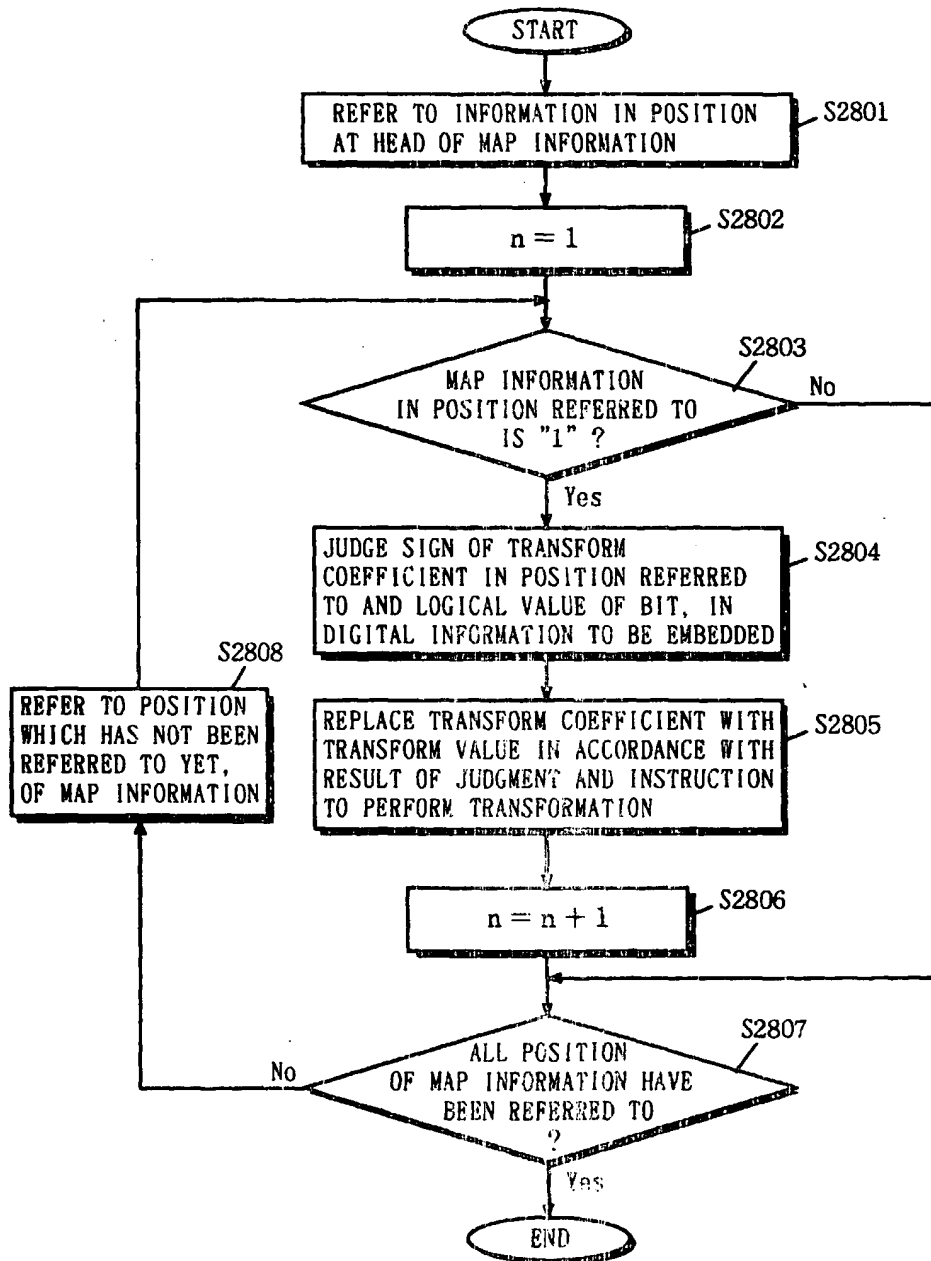 START
REFER TO INFORMATION IN POSITION
AT HEAD OF MAP INFORMATION
S2801
n = 1
S2802
MAP INFORMATION
IN POSITION REFERRED TO
IS "1" ?
S2803
No
Yes
JUDGE SIGN OF TRANSFORM
COEFFICIENT IN POSITION REFERRED
TO AND LOGICAL VALUE OF BIT, IN
DIGITAL INFORMATION TO BE EMBEDDED
S2804
S2808
REFER TO POSITION
WHICH HAS NOT BEEN
REFERRED TO YET,
OF MAP INFORMATION
REPLACE TRANSFORM COEFFICIENT WITH
TRANSFORM VALUE IN ACCORDANCE WITH
RESULT OF JUDGMENT AND INSTRUCTION
TO PERFORM TRANSFORMATION
S2805
n = n + 1
S2806
ALL POSITION
OF MAP INFORMATION HAVE
BEEN REFERRED TO
?
S2807
No
Yes
END